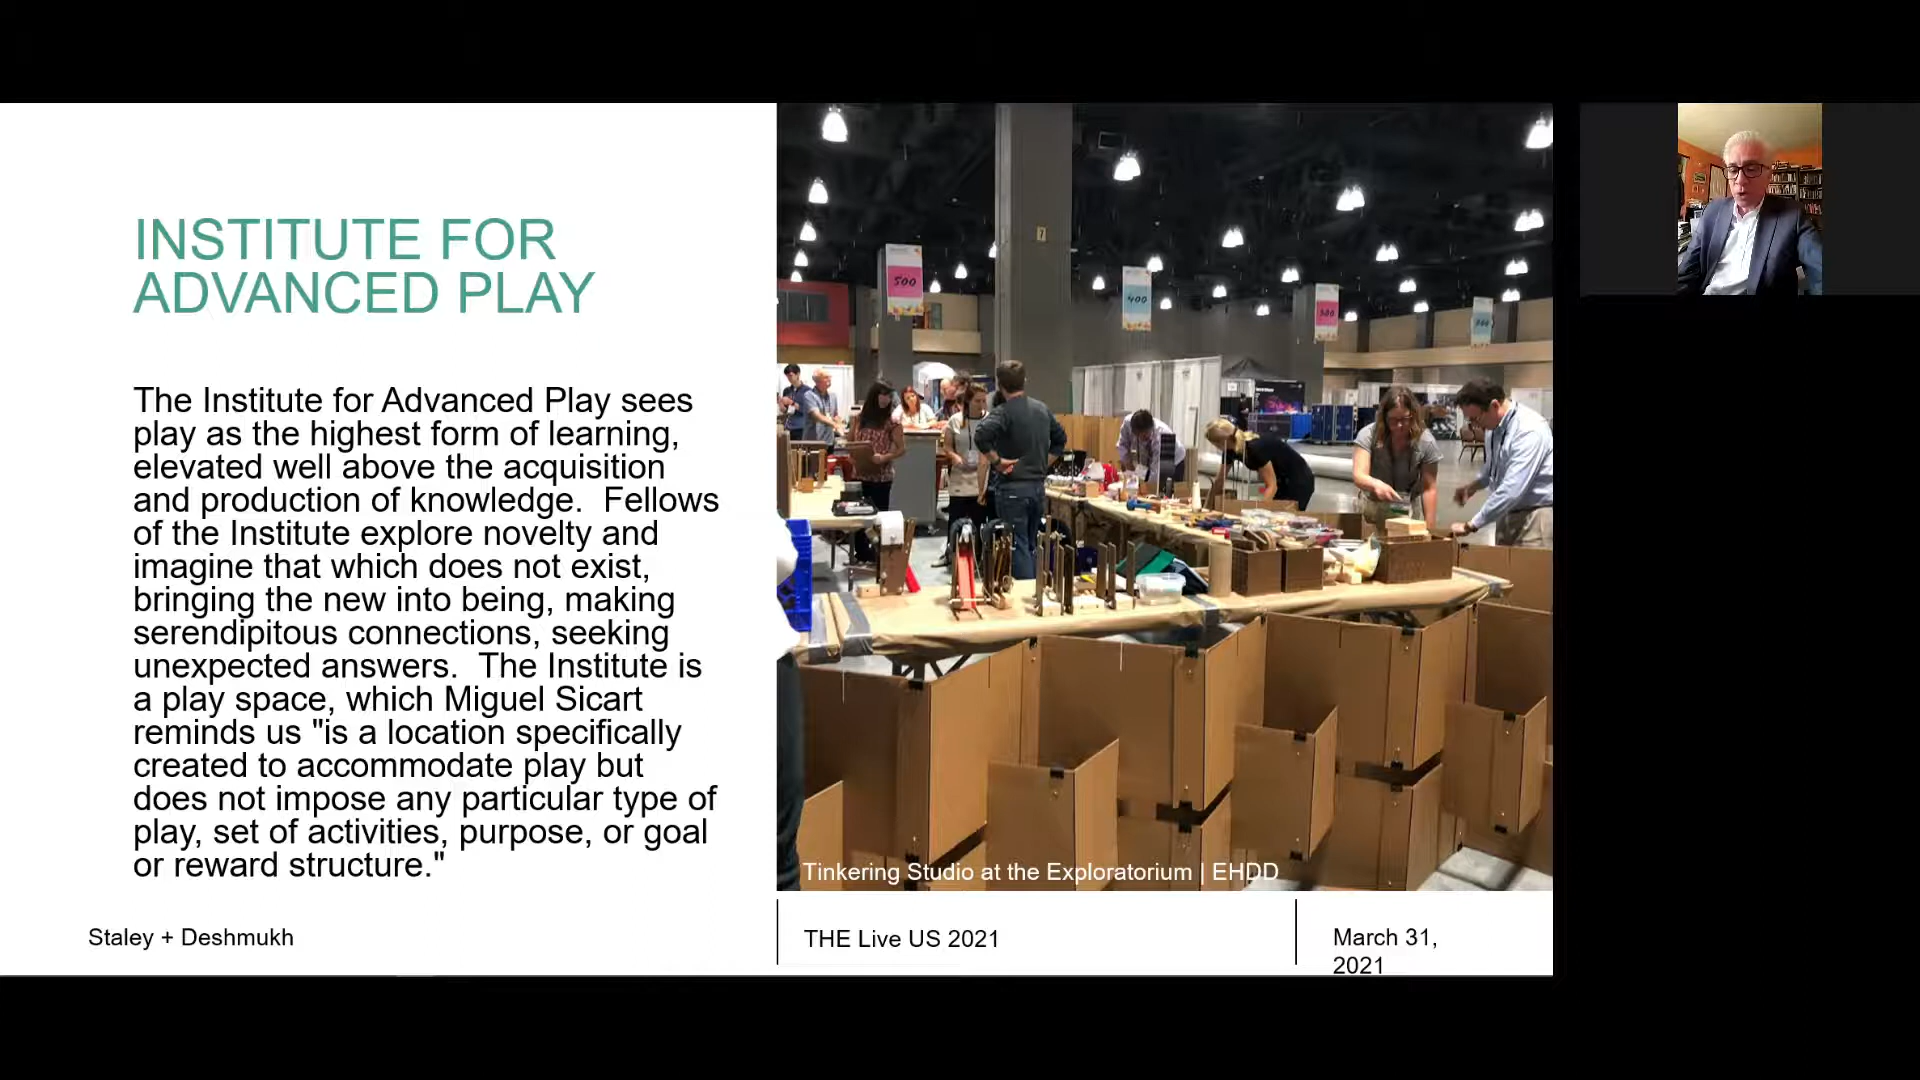 INSTITUTE FOR
ADVANCED PLAY
The Institute for Advanced Play sees
play as the highest form of learning,
elevated well above the acquisition
and production of knowledge.  Fellows
of the Institute explore novelty and
imagine that which does not exist,
bringing the new into being, making
serendipitous connections, seeking
unexpected answers.  The Institute is
a play space, which Miguel Sicart
reminds us "is a location specifically
created to accommodate play but
does not impose any particular type of
play, set of activities, purpose, or goal
or reward structure."
500
400
300
7
Tinkering Studio at the Exploratorium | EHDD
Staley + Deshmukh
THE Live US 2021
March 31,
2021